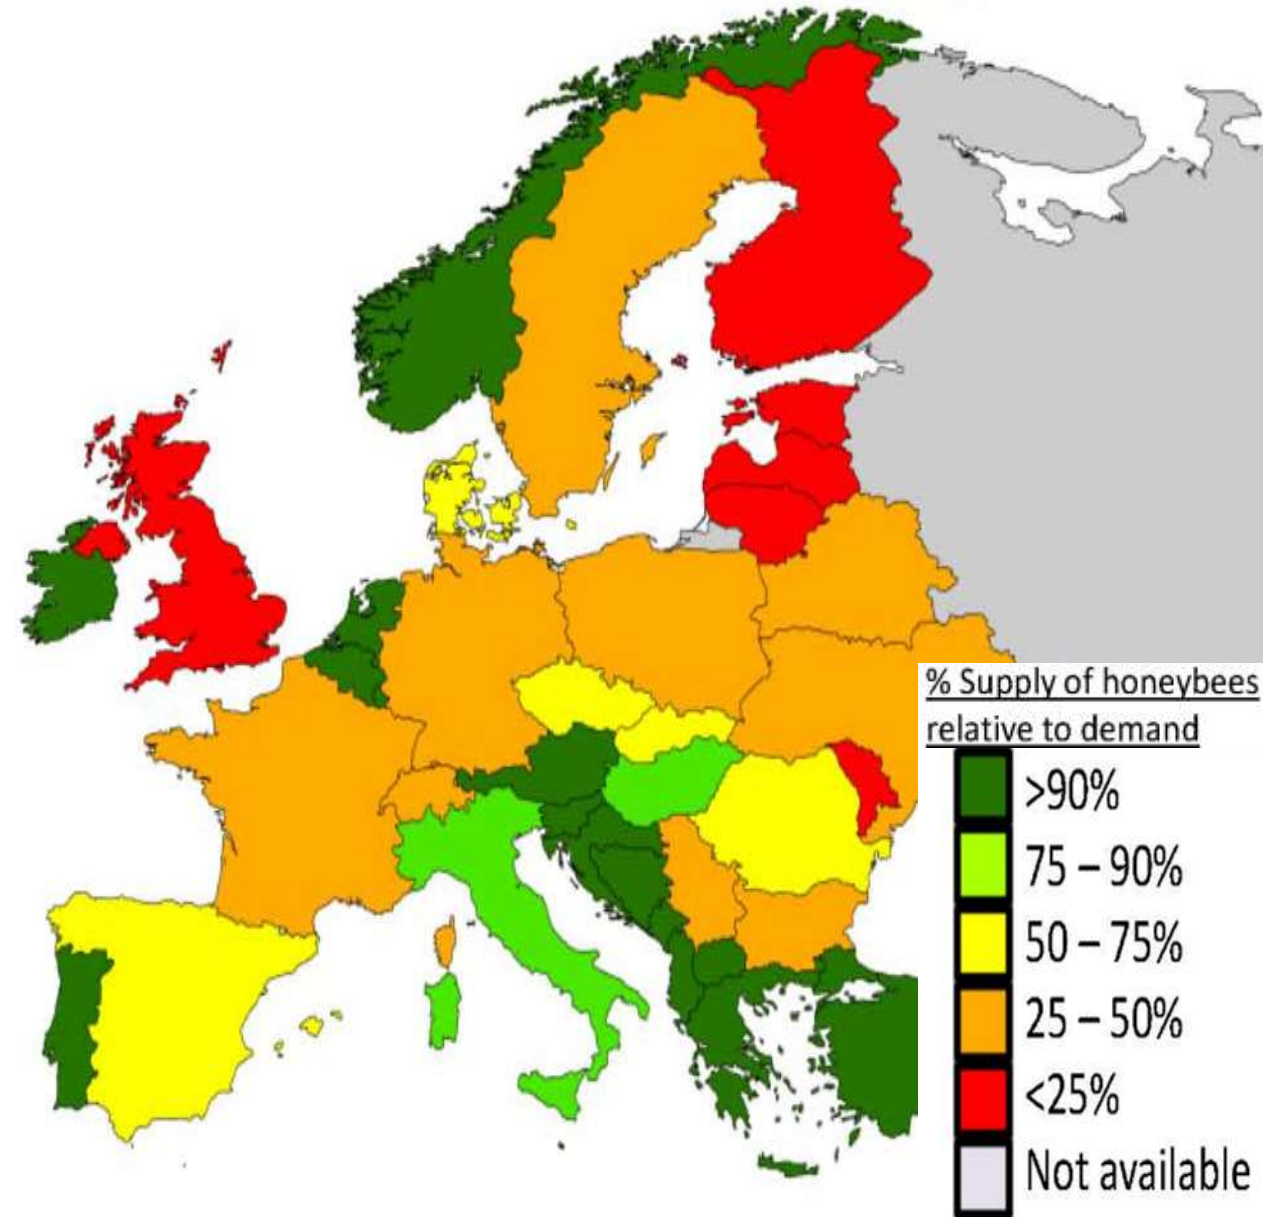 % Supply of honeybees
relative to demand
>90%
75 – 90%
50 – 75%
25 – 50%
<25%
Not available